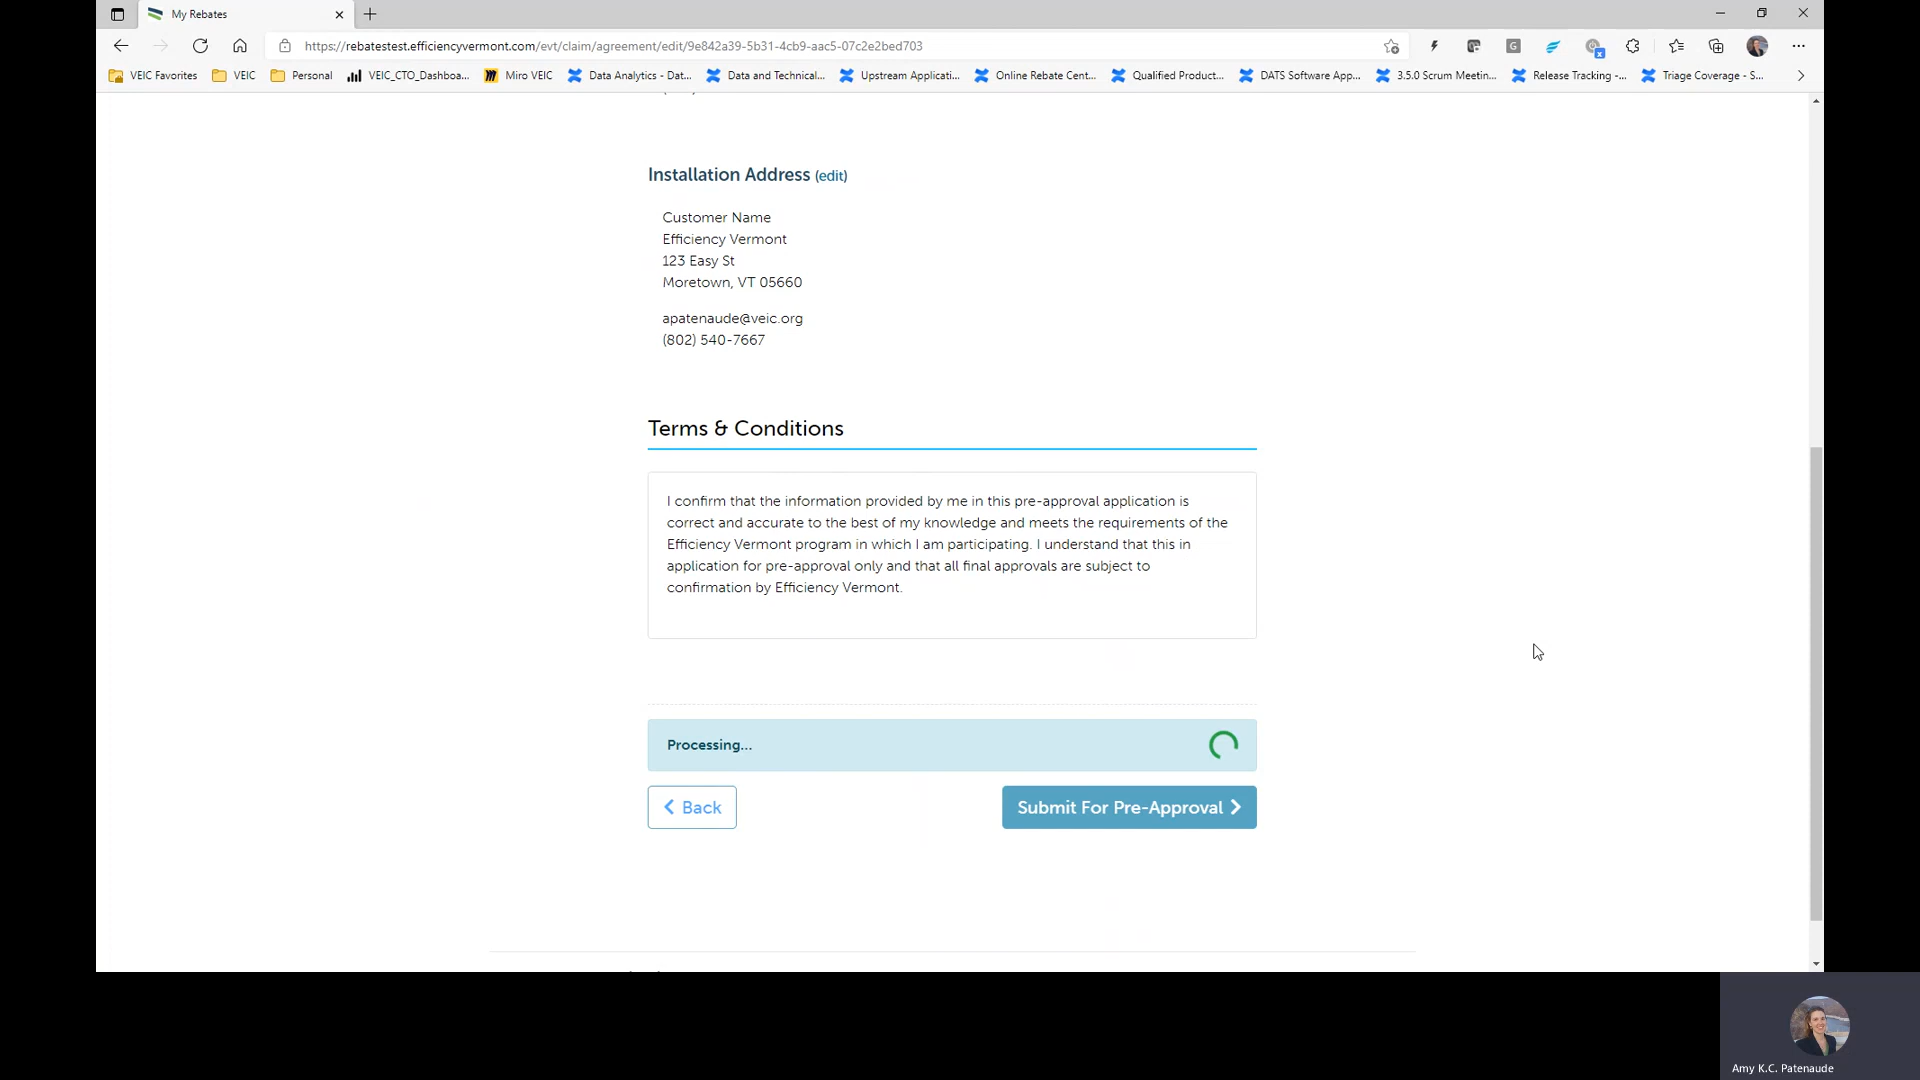 My Rebates
https://rebatestest.efficiencyvermont.com/evt/claim/agreement/edit/9e842a39-5b31-4cb9-aac5-07c2e2bed703
VEIC Favorites
VEIC
Personal
VEIC_CTO_Dashboa...
Miro VEIC
Data Analytics - Dat...
Data and Technical...
Upstream Applicati...
Online Rebate Cent...
Qualified Product...
DATS Software App...
3.5.0 Scrum Meetin...
Release Tracking -...
Triage Coverage - S...
Installation Address (edit)
Customer Name
Efficiency Vermont
123 Easy St
Moretown, VT 05660
apatenaude@veic.org
(802) 540-7667
Terms & Conditions
I confirm that the information provided by me in this pre-approval application is
correct and accurate to the best of my knowledge and meets the requirements of the
Efficiency Vermont program in which I am participating. I understand that this in
application for pre-approval only and that all final approvals are subject to
confirmation by Efficiency Vermont.
Processing...
Back
Submit For Pre-Approval
Amy K.C. Patenaude